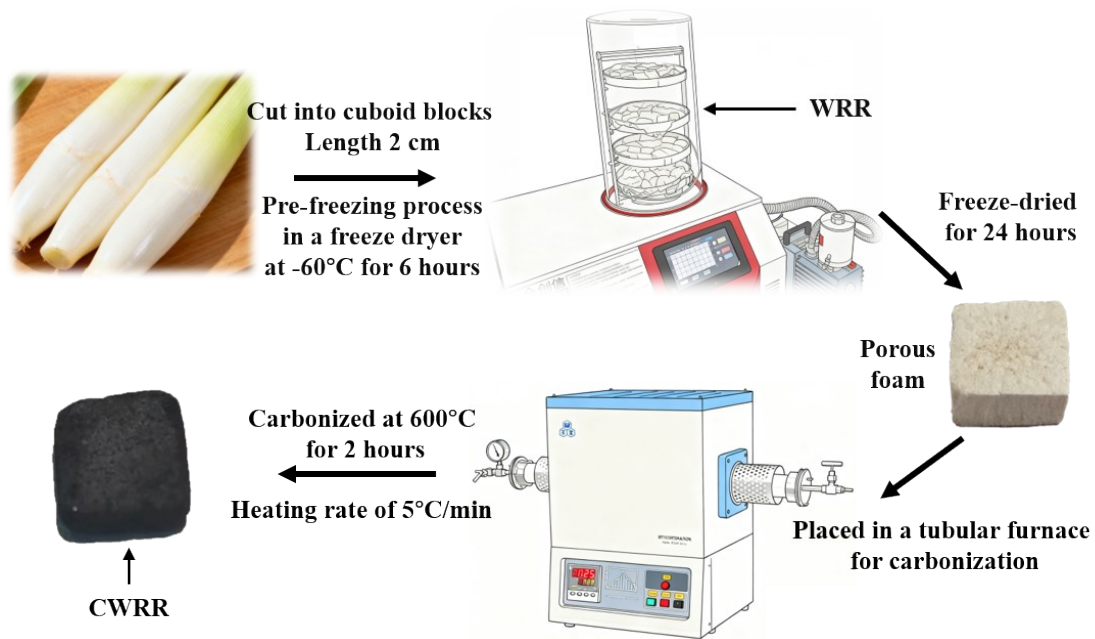 Cut into cuboid blocks
Length 2 cm
Pre-freezing process
in a freeze dryer
at -60°C for 6 hours
WRR
Freeze-dried
for 24 hours
Porous
foam
Placed in a tubular furnace
for carbonization
Carbonized at 600°C
for 2 hours
Heating rate of 5°C/min
CWRR